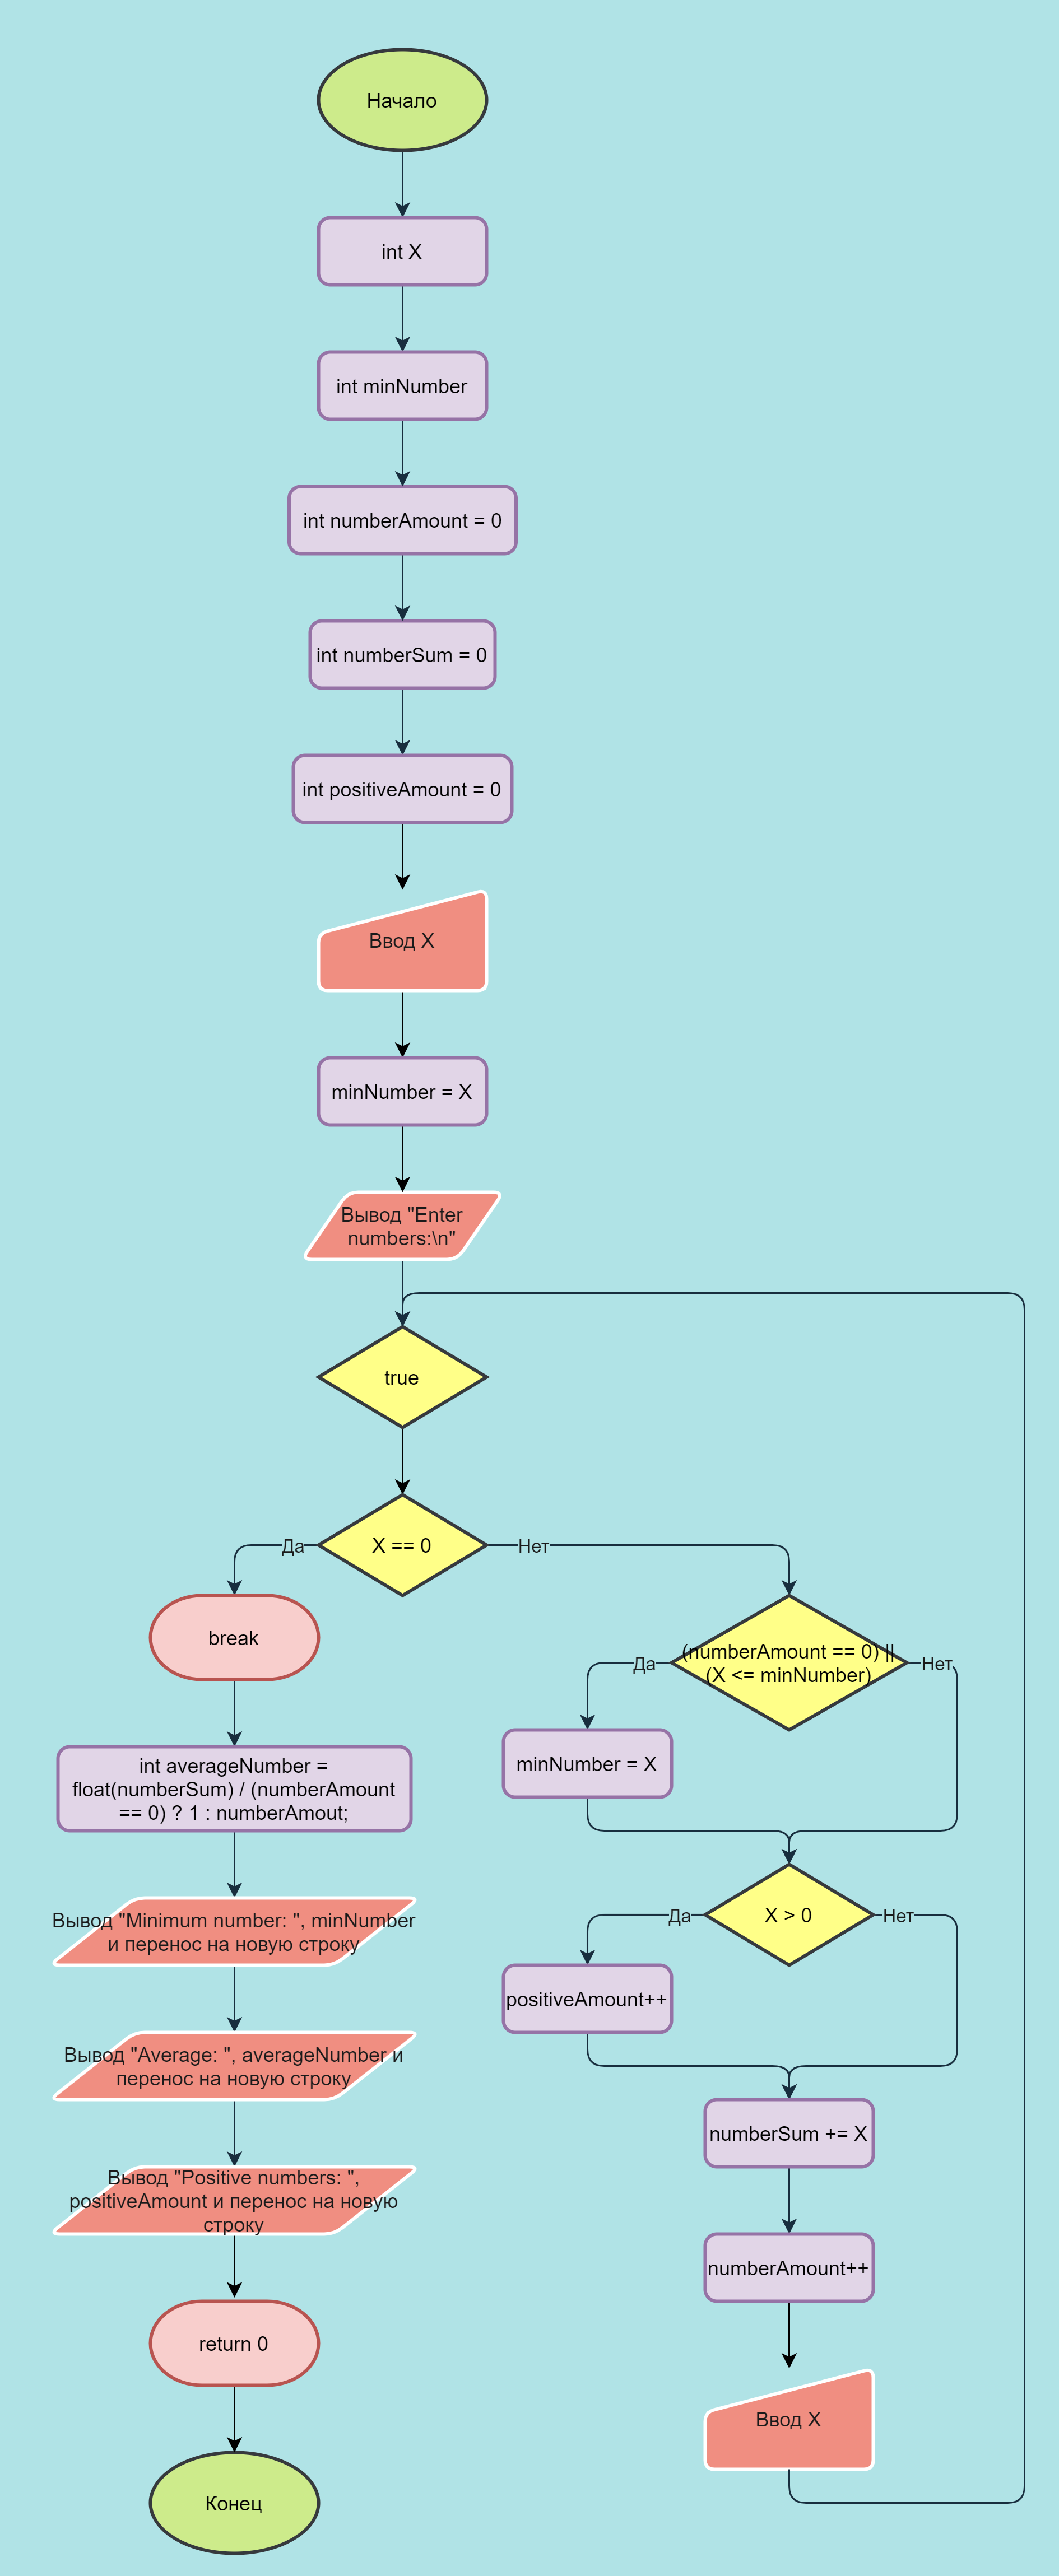 Начало
int X
int minNumber
int numberAmount = 0
int numberSum = 0
int positiveAmount = 0
Ввод X
minNumber = X
Вывод "Enter
numbers:\n"
true
X == 0
Да
Нет
break
int averageNumber =
float(numberSum) / (numberAmount
== 0) ? 1 : numberAmout;
Вывод "Minimum number: ", minNumber
и перенос на новую строку
Вывод "Average: ", averageNumber и
перенос на новую строку
Вывод "Positive numbers: ",
positiveAmount и перенос на новую
строку
return 0
Конец
(numberAmount == 0) ||
(X <= minNumber)
Да
Нет
minNumber = X
X > 0
Да
Нет
positiveAmount++
numberSum += X
numberAmount++
Ввод X